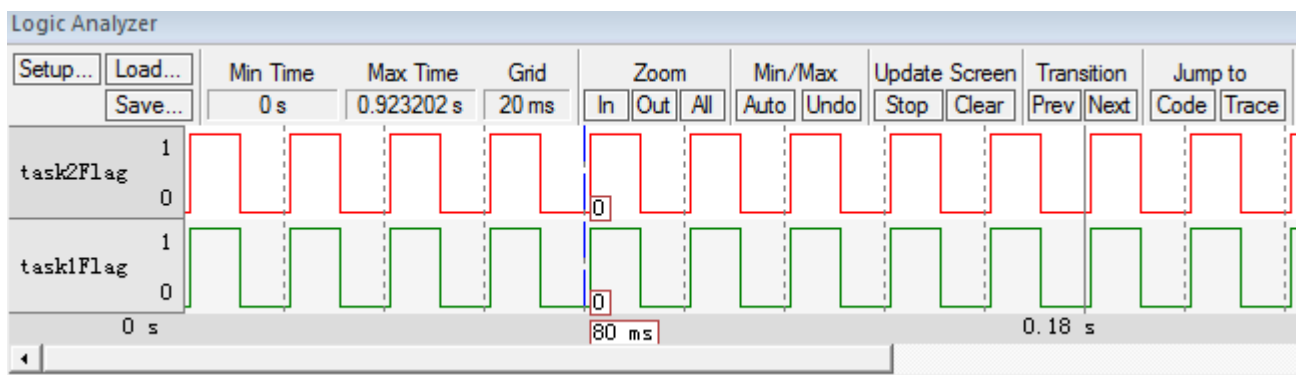 Logic Analyzer
Setup... Load... Min Time Max Time Grid Zoom Min/Max Update Screen Transition Jump to
Save... 0 s 0.923202 s 20 ms In Out All Auto Undo Stop Clear Prev Next Code Trace
1
task2Flag
0
0
1
task1Flag
0
0
0 s 80 ms 0.18 s